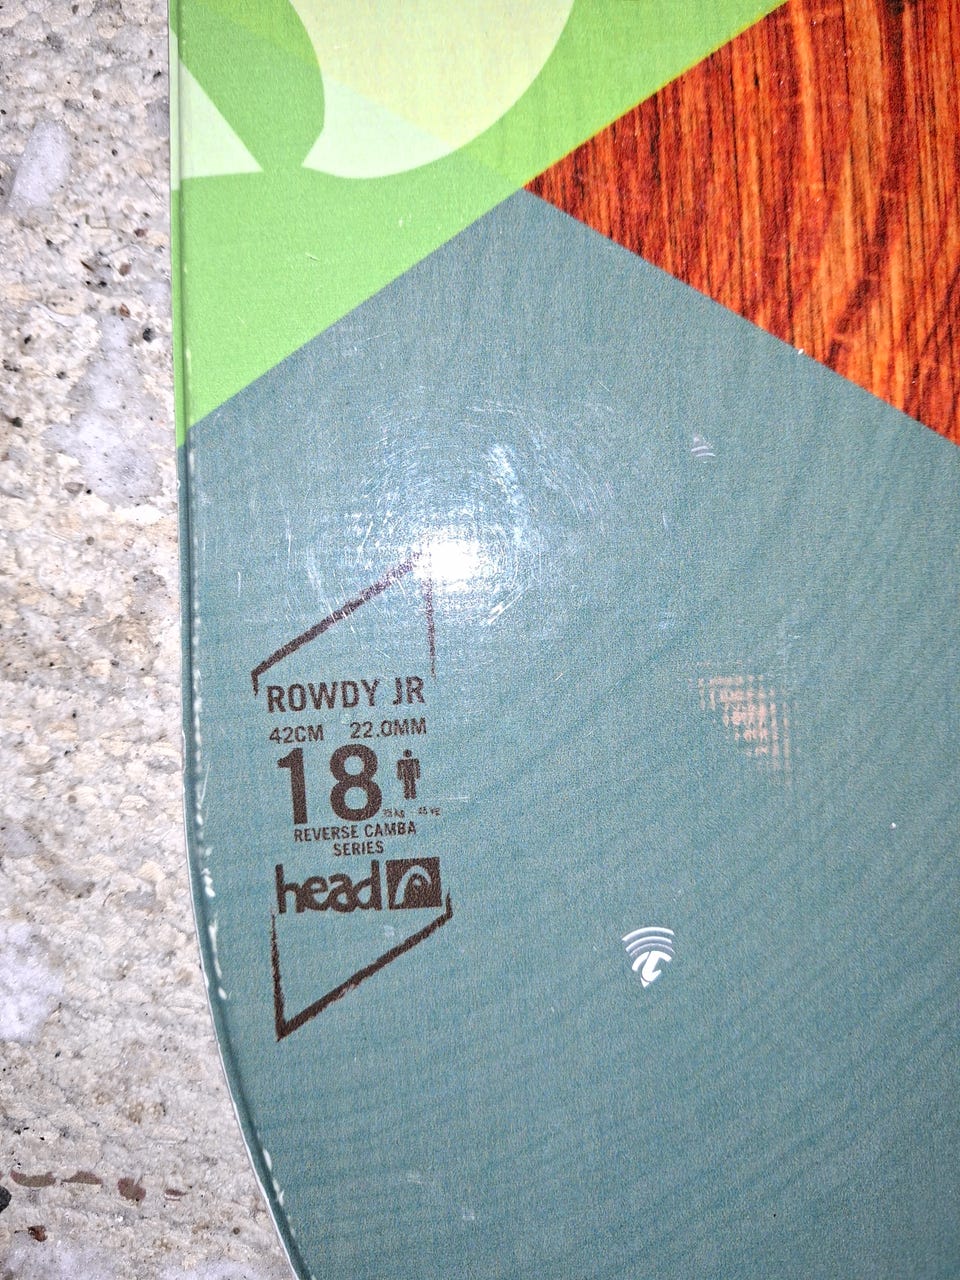 ROWDY JR
42CM 22.0MM
18
REVERSE CAMBA
SERIES
head